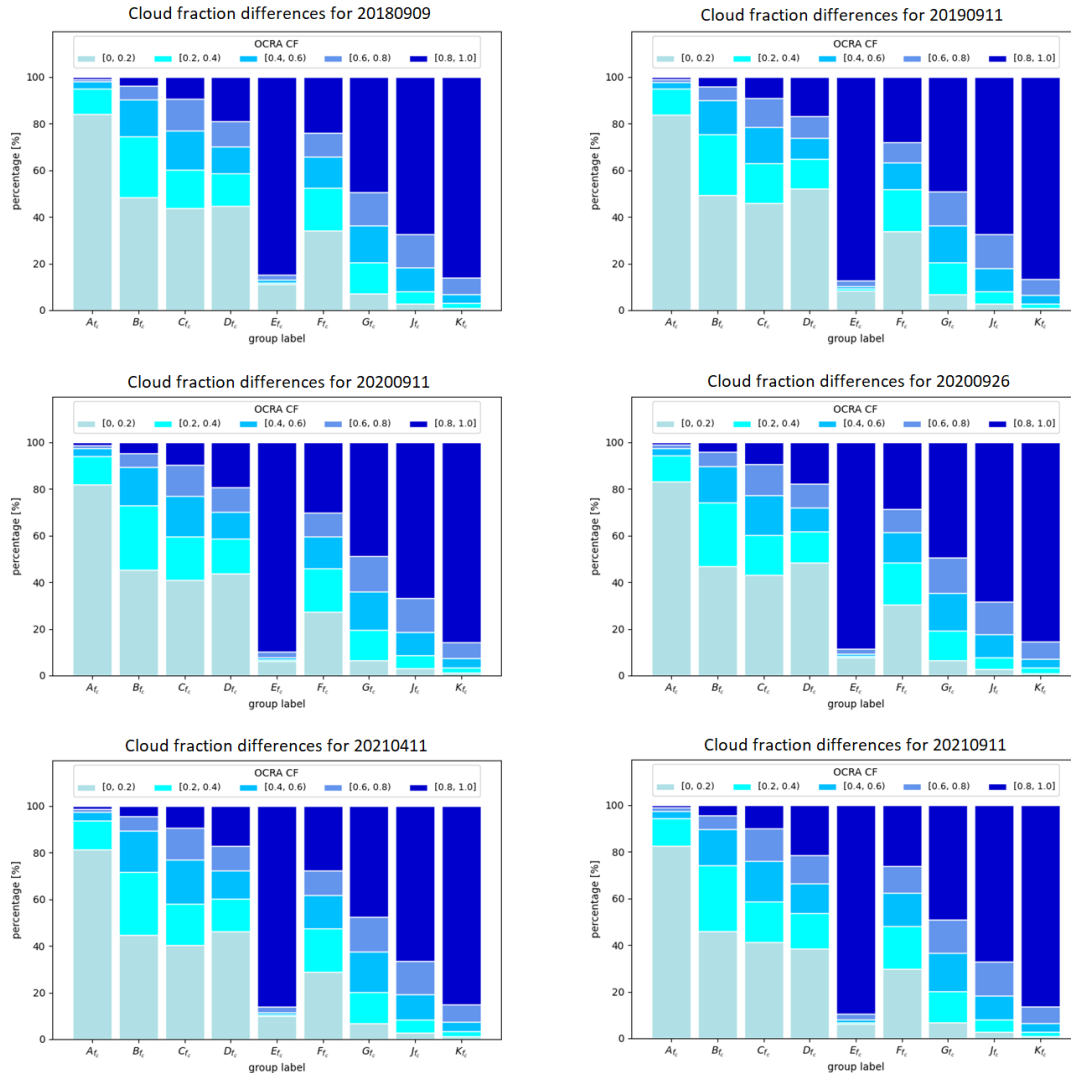 Cloud fraction differences for 20180909
OCRA CF
[0, 0.2) [0.2, 0.4) [0.4, 0.6) [0.6, 0.8) [0.8, 1.0]
100
80
60
40
20
0
percentage [%]
A_fc B_fc C_fc D_fc E_fc F_fc G_fc J_fc K_fc
group label
Cloud fraction differences for 20190911
OCRA CF
[0, 0.2) [0.2, 0.4) [0.4, 0.6) [0.6, 0.8) [0.8, 1.0]
100
80
60
40
20
0
percentage [%]
A_fc B_fc C_fc D_fc E_fc F_fc G_fc J_fc K_fc
group label
Cloud fraction differences for 20200911
OCRA CF
[0, 0.2) [0.2, 0.4) [0.4, 0.6) [0.6, 0.8) [0.8, 1.0]
100
80
60
40
20
0
percentage [%]
A_fc B_fc C_fc D_fc E_fc F_fc G_fc J_fc K_fc
group label
Cloud fraction differences for 20200926
OCRA CF
[0, 0.2) [0.2, 0.4) [0.4, 0.6) [0.6, 0.8) [0.8, 1.0]
100
80
60
40
20
0
percentage [%]
A_fc B_fc C_fc D_fc E_fc F_fc G_fc J_fc K_fc
group label
Cloud fraction differences for 20210411
OCRA CF
[0, 0.2) [0.2, 0.4) [0.4, 0.6) [0.6, 0.8) [0.8, 1.0]
100
80
60
40
20
0
percentage [%]
A_fc B_fc C_fc D_fc E_fc F_fc G_fc J_fc K_fc
group label
Cloud fraction differences for 20210911
OCRA CF
[0, 0.2) [0.2, 0.4) [0.4, 0.6) [0.6, 0.8) [0.8, 1.0]
100
80
60
40
20
0
percentage [%]
A_fc B_fc C_fc D_fc E_fc F_fc G_fc J_fc K_fc
group label